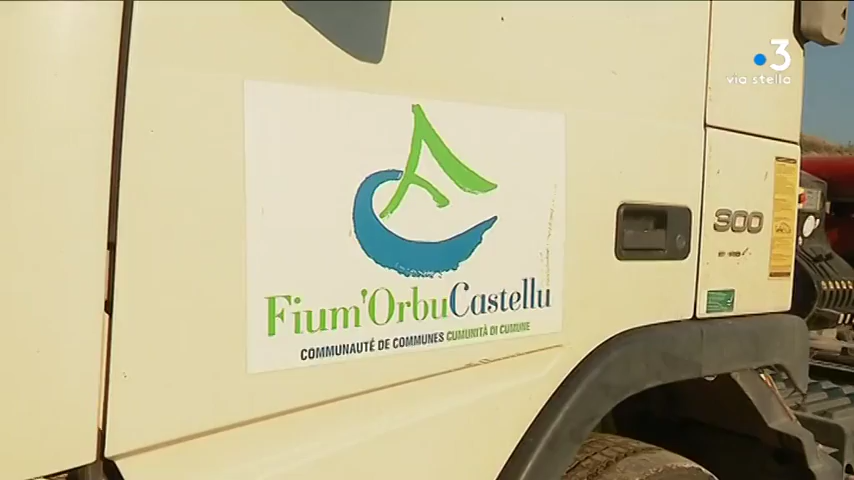 3
via stella
Fium'OrbuCastellu
COMMUNAUTÉ DE COMMUNES CUMUNITÀ DI CUMUNE
300